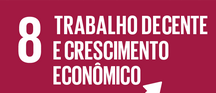 8 TRABALHO DECENTE
E CRESCIMENTO
ECONÔMICO